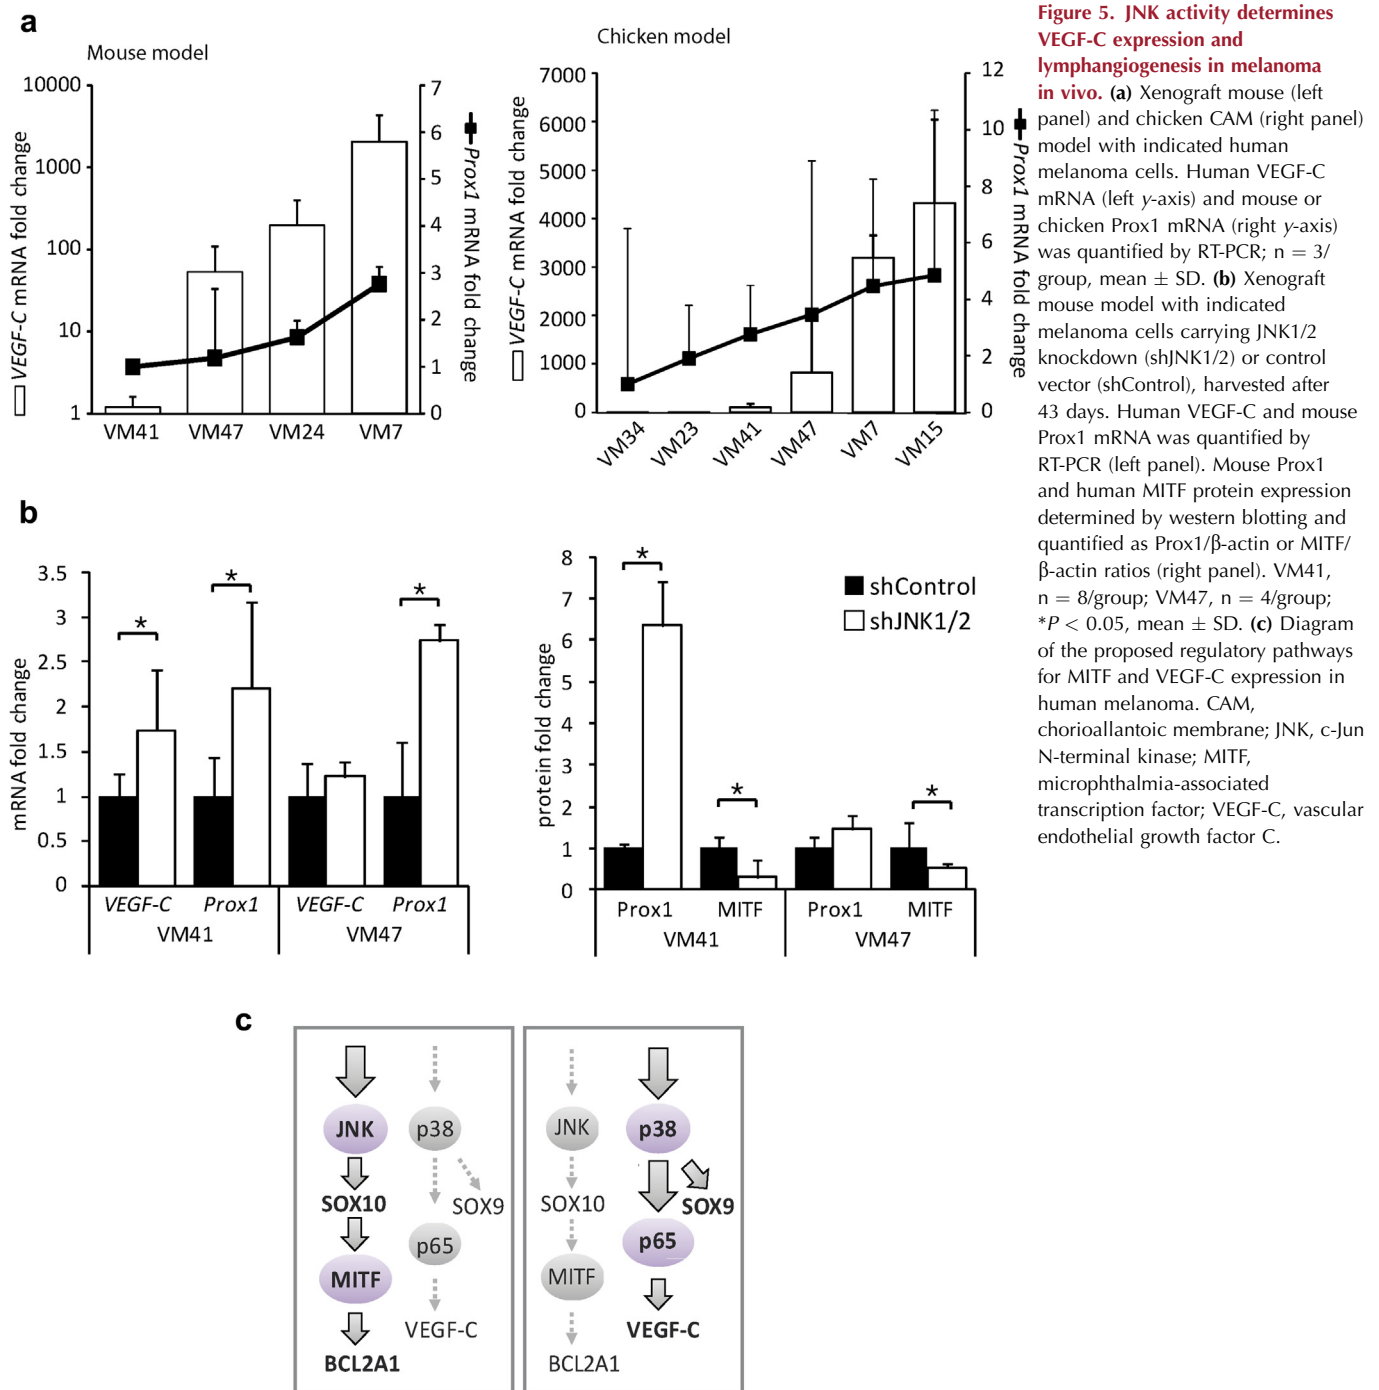 a
Mouse model
10000
1000
100
10
1
VEGF-C mRNA fold change
7
6
5
4
3
2
1
0
Prox1 mRNA fold change
VM41 VM47 VM24 VM7
Chicken model
7000
6000
5000
4000
3000
2000
1000
0
VEGF-C mRNA fold change
12
10
8
6
4
2
0
Prox1 mRNA fold change
VM34 VM23 VM41 VM47 VM7 VM15
Figure 5. JNK activity determines
VEGF-C expression and
lymphangiogenesis in melanoma
in vivo. (a) Xenograft mouse (left
panel) and chicken CAM (right panel)
model with indicated human
melanoma cells. Human VEGF-C
mRNA (left y-axis) and mouse or
chicken Prox1 mRNA (right y-axis)
was quantified by RT-PCR; n = 3/
group, mean ± SD. (b) Xenograft
mouse model with indicated
melanoma cells carrying JNK1/2
knockdown (shJNK1/2) or control
vector (shControl), harvested after
43 days. Human VEGF-C and mouse
Prox1 mRNA was quantified by
RT-PCR (left panel). Mouse Prox1
and human MITF protein expression
determined by western blotting and
quantified as Prox1/β-actin or MITF/
β-actin ratios (right panel). VM41,
n = 8/group; VM47, n = 4/group;
*P < 0.05, mean ± SD. (c) Diagram
of the proposed regulatory pathways
for MITF and VEGF-C expression in
human melanoma. CAM,
chorioallantoic membrane; JNK, c-Jun
N-terminal kinase; MITF,
microphthalmia-associated
transcription factor; VEGF-C, vascular
endothelial growth factor C.
b
3.5
3
2.5
2
1.5
1
0.5
0
mRNA fold change
* * *
VEGF-C Prox1 VEGF-C Prox1
VM41 VM47
8
7
6
5
4
3
2
1
0
protein fold change
* * *
shControl
shJNK1/2
Prox1 MITF Prox1 MITF
VM41 VM47
c
JNK p38
SOX10 SOX9
p65
MITF
VEGF-C
BCL2A1
JNK p38
SOX10 SOX9
p65
MITF
VEGF-C
BCL2A1